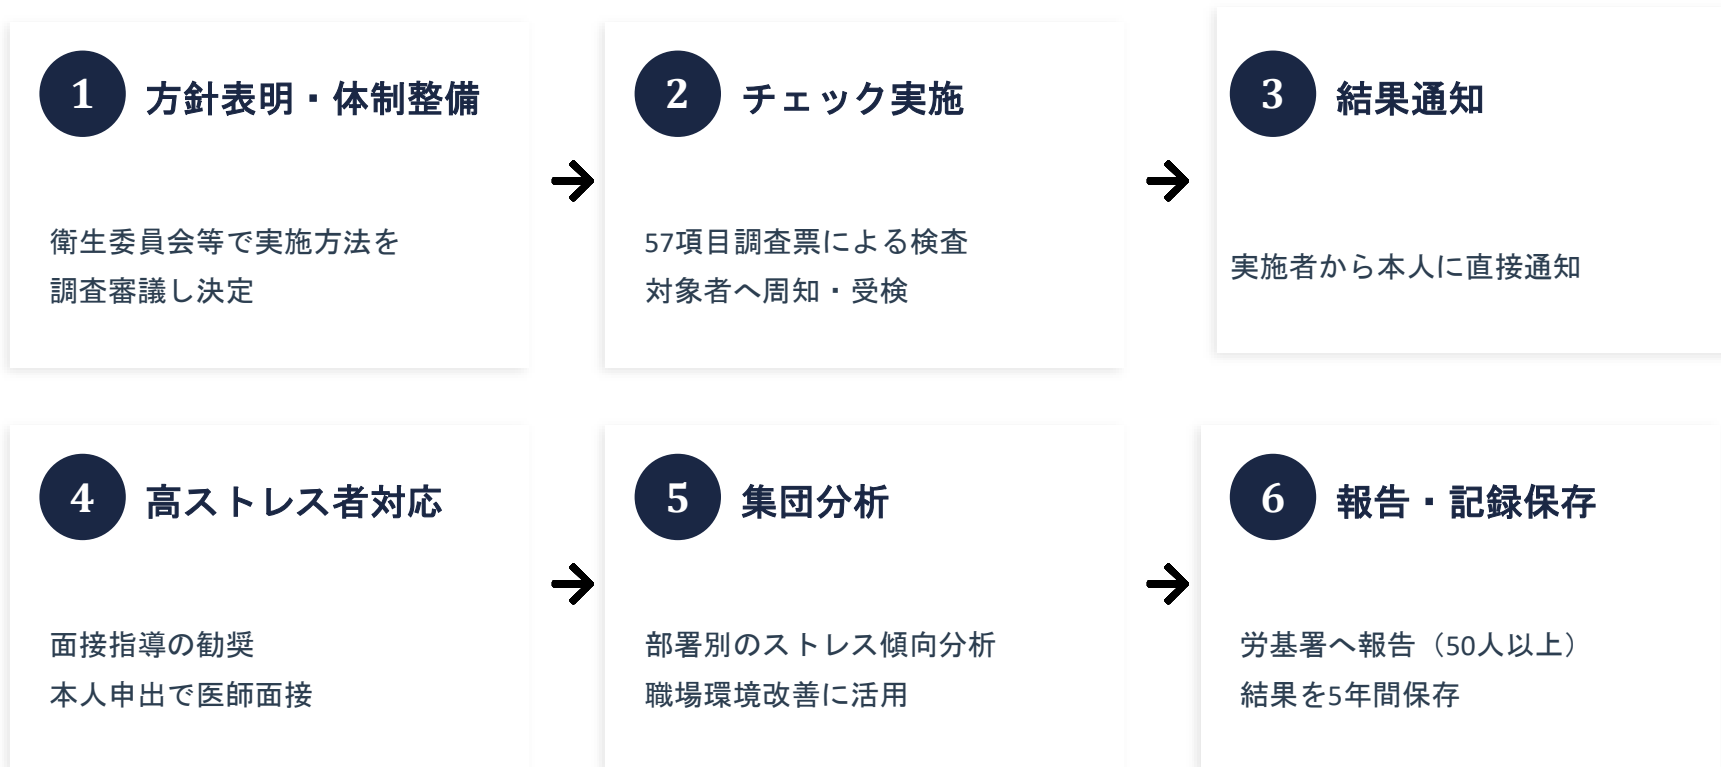 1 方針表明・体制整備
衛生委員会等で実施方法を
調査審議し決定
2 チェック実施
57項目調査票による検査
対象者へ周知・受検
3 結果通知
実施者から本人に直接通知
4 高ストレス者対応
面接指導の勧奨
本人申出で医師面接
5 集団分析
部署別のストレス傾向分析
職場環境改善に活用
6 報告・記録保存
労基署へ報告（50人以上）
結果を5年間保存